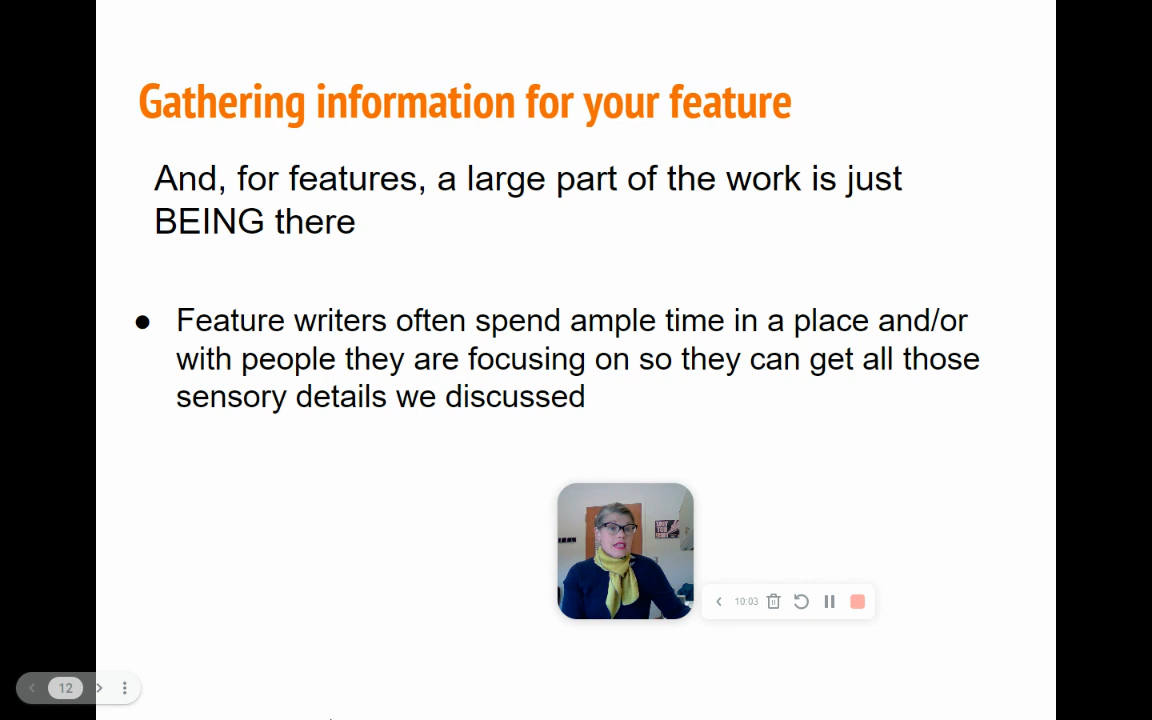 Gathering information for your feature
And, for features, a large part of the work is just
BEING there
● Feature writers often spend ample time in a place and/or
with people they are focusing on so they can get all those
sensory details we discussed
10:03
12